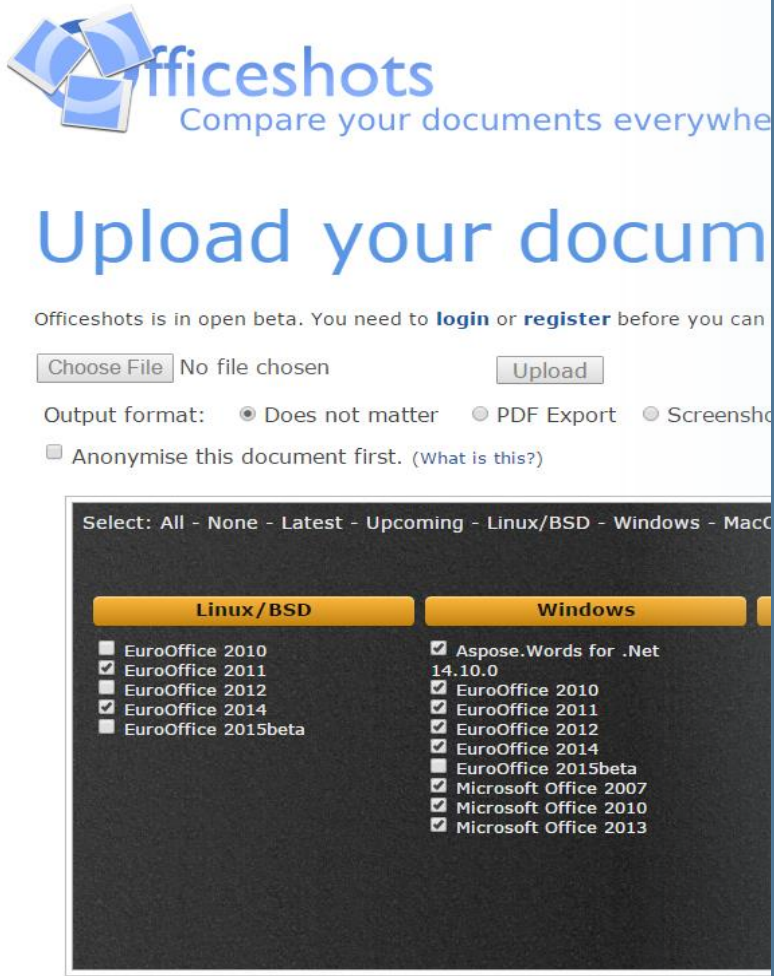 Officeshots
Compare your documents everywhe
Upload your docum
Officeshots is in open beta. You need to login or register before you can
Choose File No file chosen Upload
Output format: Does not matter PDF Export Screensho
Anonymise this document first. (What is this?)
Select: All - None - Latest - Upcoming - Linux/BSD - Windows - MacO
Linux/BSD
EuroOffice 2010
EuroOffice 2011
EuroOffice 2012
EuroOffice 2014
EuroOffice 2015beta
Windows
Aspose.Words for .Net
14.10.0
EuroOffice 2010
EuroOffice 2011
EuroOffice 2012
EuroOffice 2014
EuroOffice 2015beta
Microsoft Office 2007
Microsoft Office 2010
Microsoft Office 2013